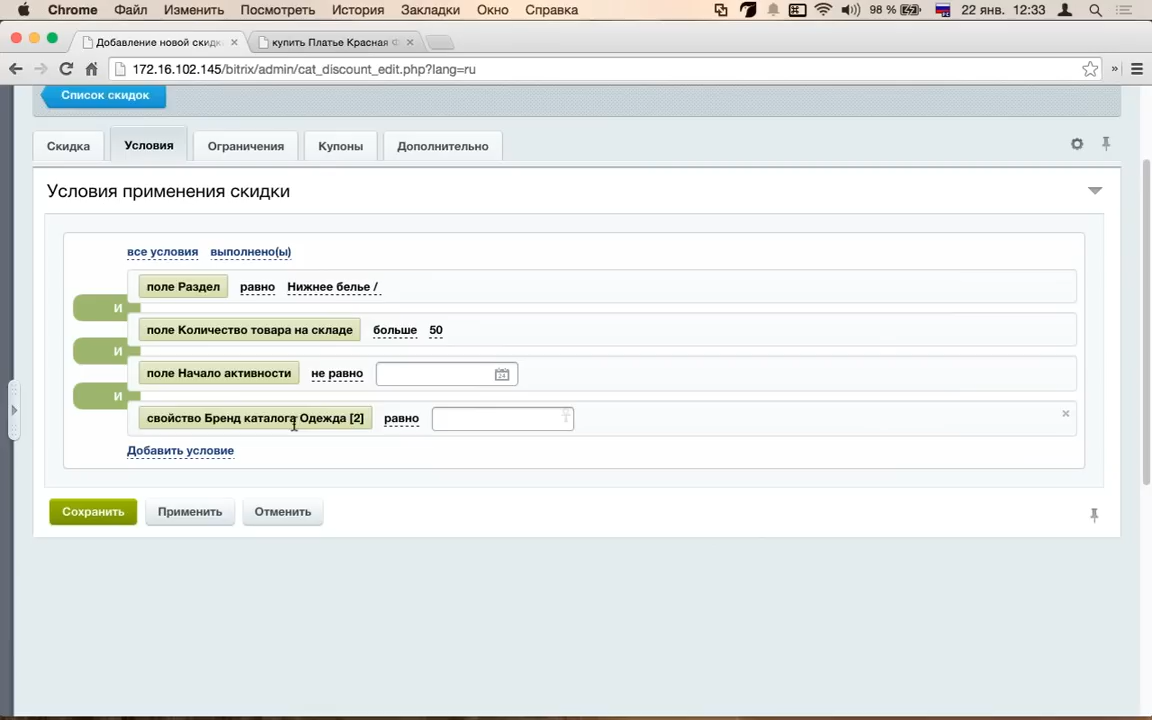 Chrome Файл Изменить Посмотреть История Закладки Окно Справка 98 % 22 янв. 12:33
Добавление новой скидк × купить Платье Красная ×
172.16.102.145/bitrix/admin/cat_discount_edit.php?lang=ru »
Список скидок
Скидка Условия Ограничения Купоны Дополнительно
Условия применения скидки
все условия выполнено(ы)
поле Раздел равно Нижнее белье /
И
поле Количество товара на складе больше 50
И
поле Начало активности не равно
И
свойство Бренд каталога Одежда [2] равно ×
Добавить условие
Сохранить Применить Отменить